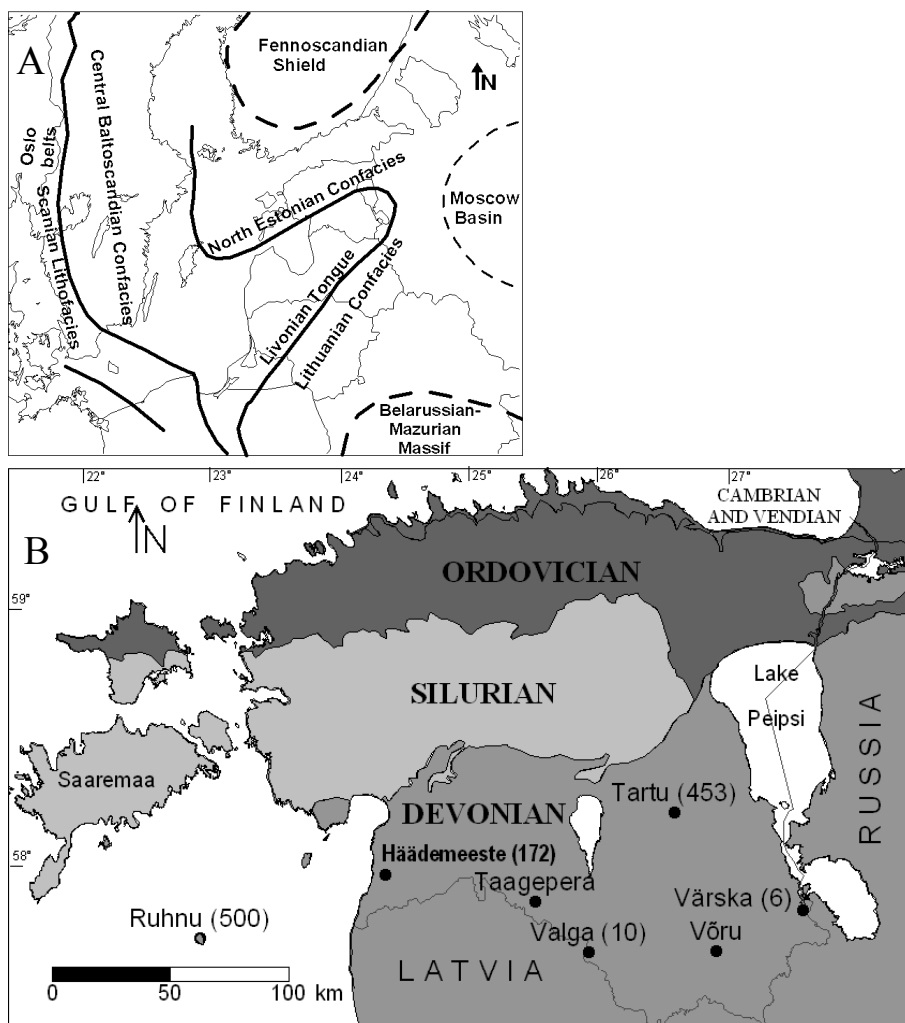 A
Fennoscandian
Shield
N
Central Baltoscandian Confacies
Oslo
belts
Scanian Lithofacies
North Estonian Confacies
Moscow
Basin
Livonian Tongue
Lithuanian Confacies
Belarussian-
Mazurian
Massif
B
22° 23° 24° 25° 26° 27°
GULF OF FINLAND
N
CAMBRIAN
AND VENDIAN
ORDOVICIAN
59°
SILURIAN
Lake
Peipsi
RUSSIA
Saaremaa
Tartu (453)
DEVONIAN
58°
Häädemeeste (172)
Taagepera
Värska (6)
Ruhnu (500)
Valga (10)
Võru
LATVIA
0 50 100 km